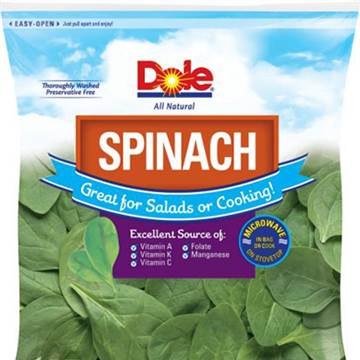 EASY-OPEN Just pull apart and enjoy!
Dole®
All Natural
Thoroughly Washed
Preservative Free
SPINACH
Great for Salads or Cooking!
Excellent Source of:
Vitamin A
Vitamin K
Vitamin C
Folate
Manganese
MICROWAVE
IN BAG
OR COOK
ON STOVETOP